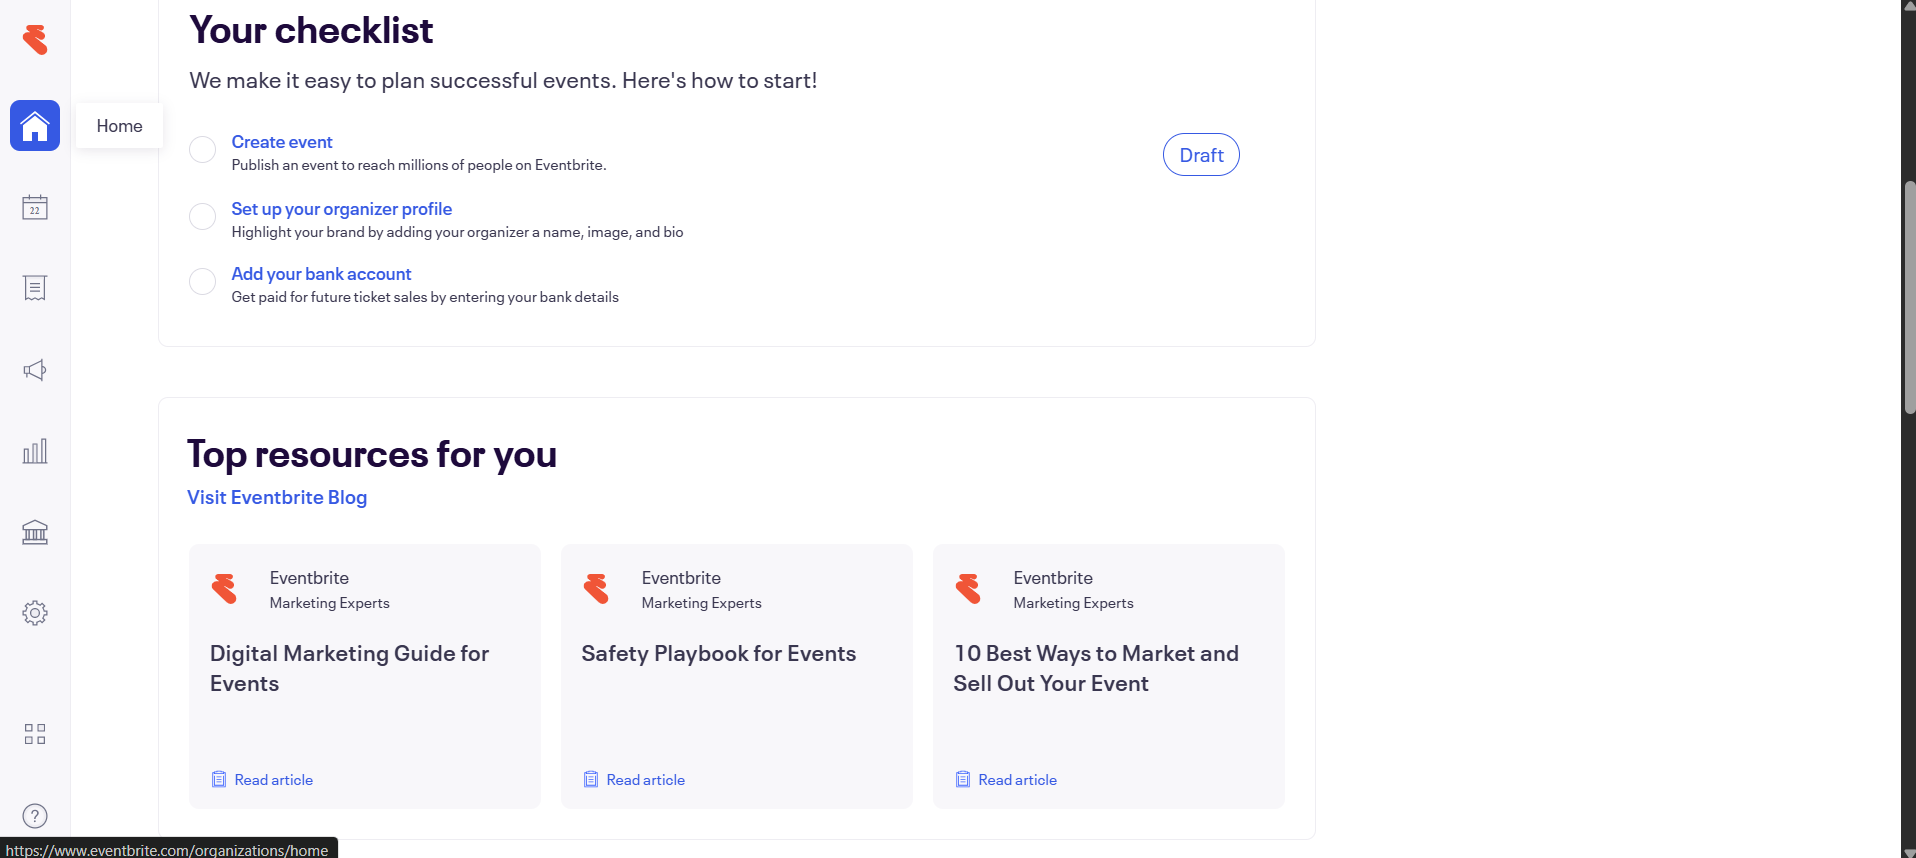 Your checklist
We make it easy to plan successful events. Here's how to start!
Home
Create event
Publish an event to reach millions of people on Eventbrite.
Draft
22
Set up your organizer profile
Highlight your brand by adding your organizer a name, image, and bio
Add your bank account
Get paid for future ticket sales by entering your bank details
Top resources for you
Visit Eventbrite Blog
Eventbrite
Marketing Experts
Digital Marketing Guide for
Events
Read article
Eventbrite
Marketing Experts
Safety Playbook for Events
Read article
Eventbrite
Marketing Experts
10 Best Ways to Market and
Sell Out Your Event
Read article
?
https://www.eventbrite.com/organizations/home